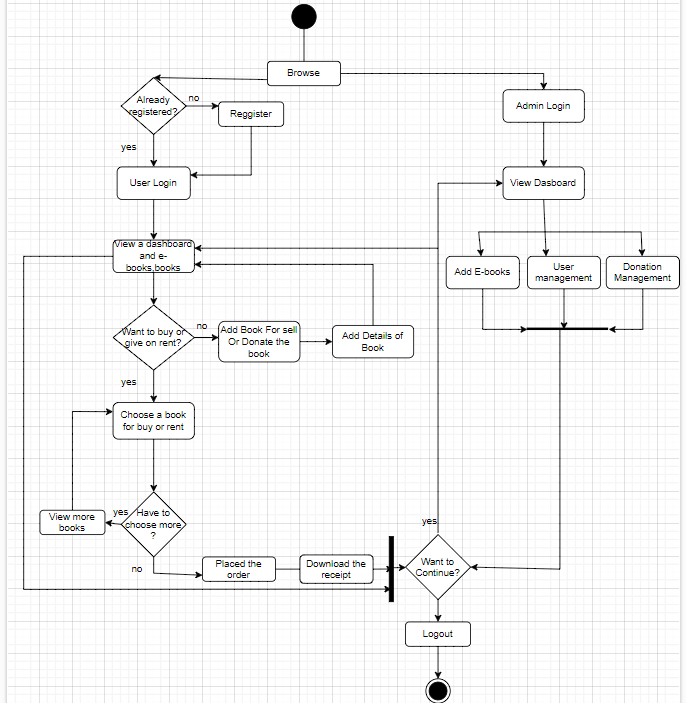 Browse
Already
registered?
no
Reggister
Admin Login
yes
User Login
View Dasboard
View a dashboard
and e-
books,books
Add E-books
User
management
Donation
Management
Want to buy or
give on rent?
no
Add Book For sell
Or Donate the
book
Add Details of
Book
yes
Choose a book
for buy or rent
View more
books
yes
Have to
choose more
?
yes
no
Placed the
order
Download the
receipt
Want to
Continue?
Logout